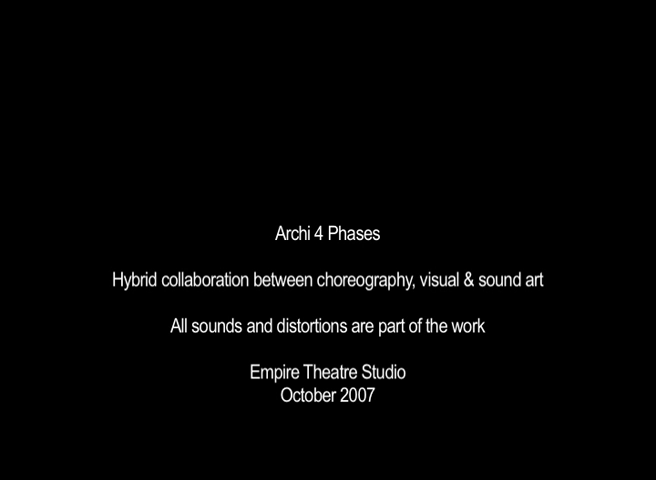 Archi 4 Phases
Hybrid collaboration between choreography, visual & sound art
All sounds and distortions are part of the work
Empire Theatre Studio
October 2007